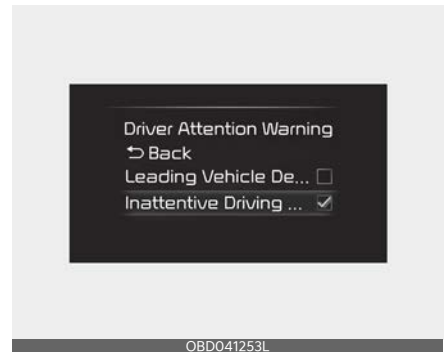 Driver Attention Warning
⮌ Back
Leading Vehicle De...
Inattentive Driving ...
OBD041253L